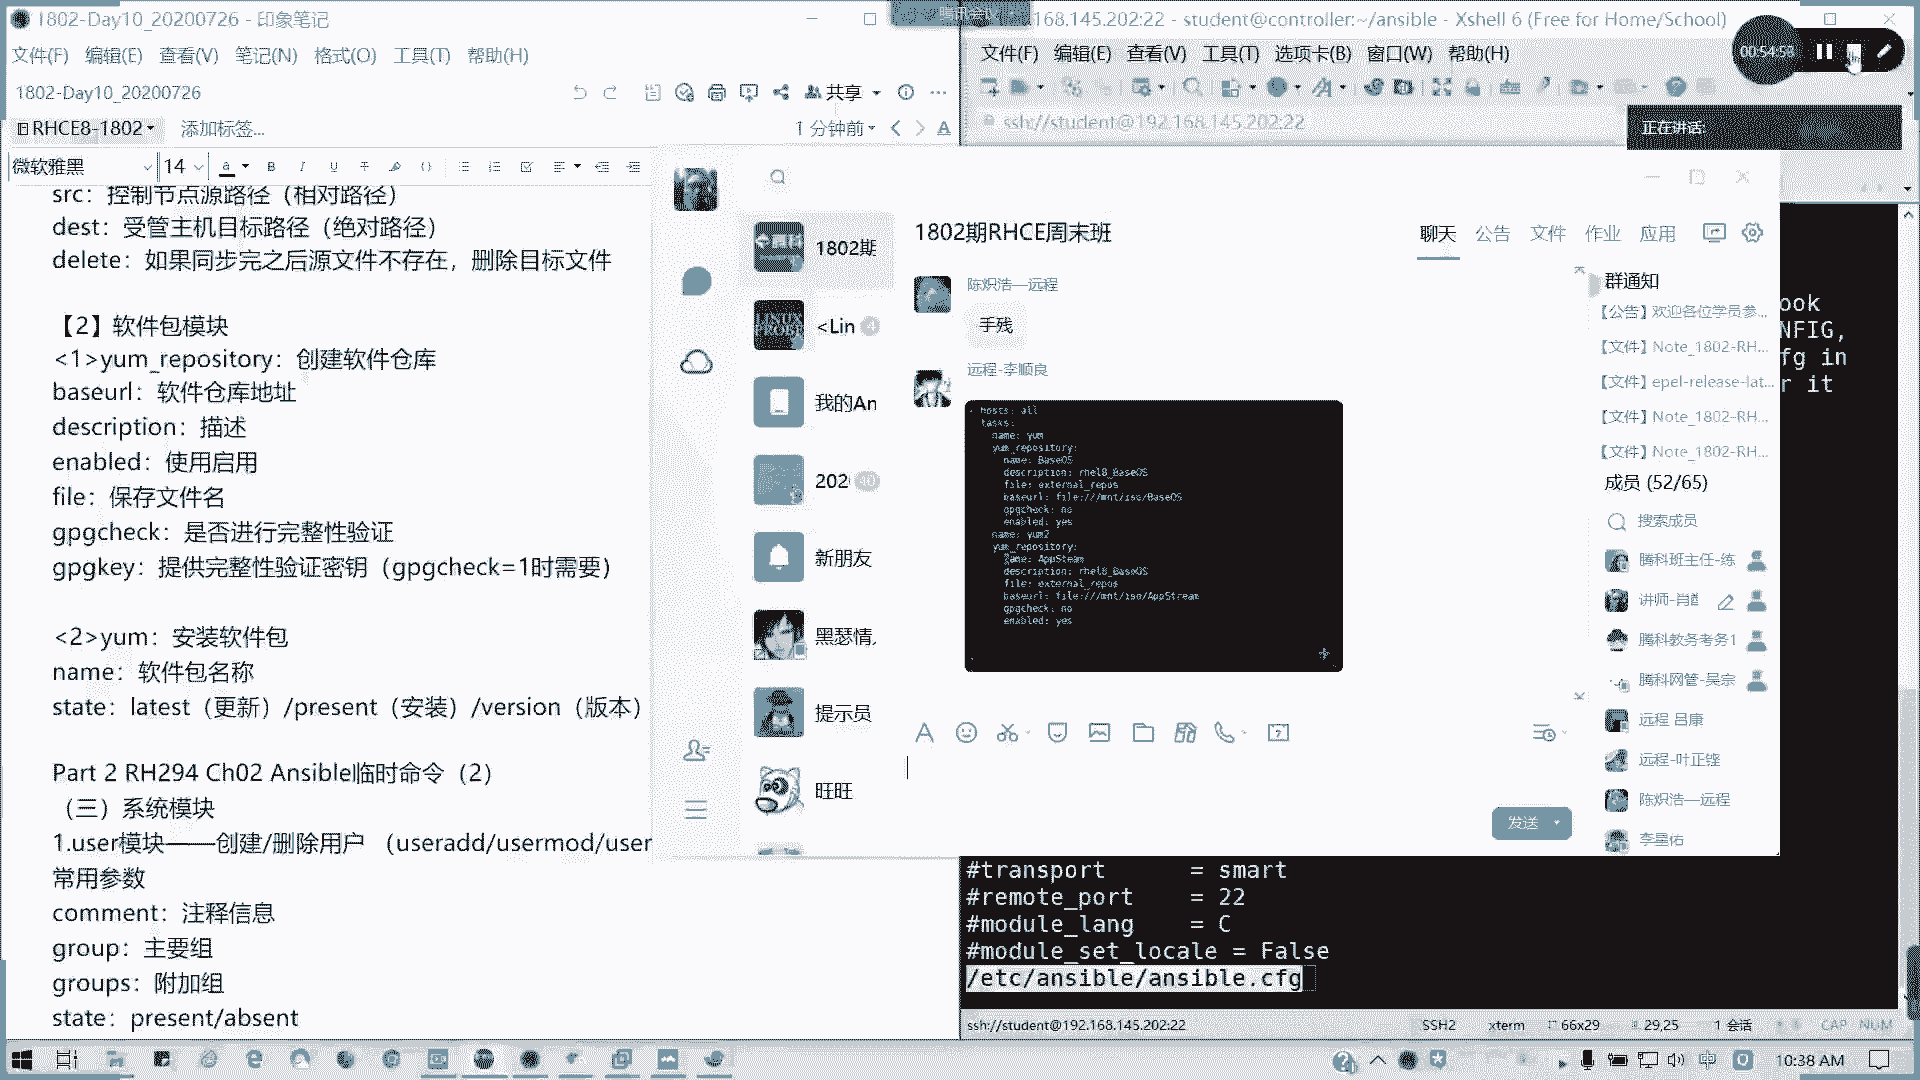 1802-Day10_20200726 - 印象笔记
文件(F) 编辑(E) 查看(V) 笔记(N) 格式(O) 工具(T) 帮助(H)
1802-Day10_20200726
共享
RHCE8-1802
添加标签...
1 分钟前
微软雅黑
14
src：控制节点源路径（相对路径）
dest：受管主机目标路径（绝对路径）
delete：如果同步完之后源文件不存在，删除目标文件
【2】软件包模块
<1>yum_repository：创建软件仓库
baseurl：软件仓库地址
description：描述
enabled：使用启用
file：保存文件名
gpgcheck：是否进行完整性验证
gpgkey：提供完整性验证密钥（gpgcheck=1时需要）
<2>yum：安装软件包
name：软件包名称
state：latest（更新）/present（安装）/version（版本）
Part 2 RH294 Ch02 Ansible临时命令（2）
（三）系统模块
1.user模块——创建/删除用户 （useradd/usermod/user
常用参数
comment：注释信息
group：主要组
groups：附加组
state：present/absent
168.145.202:22 - student@controller:~/ansible - Xshell 6 (Free for Home/School)
文件(F) 编辑(E) 查看(V) 工具(T) 选项卡(B) 窗口(W) 帮助(H)
ssh://student@192.168.145.202:22
正在讲话:
1802期
<Lin
我的An
202
40
新朋友
黑瑟情
提示员
旺旺
1802期RHCE周末班
聊天 公告 文件 作业 应用
陈炽浩—远程
手残
远程-李顺良
- hosts: all
tasks:
name: yum
yum_repository:
name: BaseOS
description: rhel8_BaseOS
file: external_repos
baseurl: file:///mnt/iso/BaseOS
gpgcheck: no
enabled: yes
name: yum2
yum_repository:
name: AppStream
description: rhel8_BaseOS
file: external_repos
baseurl: file:///mnt/iso/AppStream
gpgcheck: no
enabled: yes
发送
群通知
【公告】欢迎各位学员参...
【文件】Note_1802-RH...
【文件】epel-release-lat...
【文件】Note_1802-RH...
【文件】Note_1802-RH...
成员 (52/65)
搜索成员
腾科班主任-练
腾科教务考务1
腾科网管-吴宗
远程 吕康
远程-叶正铿
陈炽浩—远程
李星佑
ook
NFIG,
fg in
r it
#transport = smart
#remote_port = 22
#module_lang = C
#module_set_locale = False
/etc/ansible/ansible.cfg
ssh://student@192.168.145.202:22
SSH2 xterm 66x29 29,25 1 会话 CAP NUM
中
10:38 AM